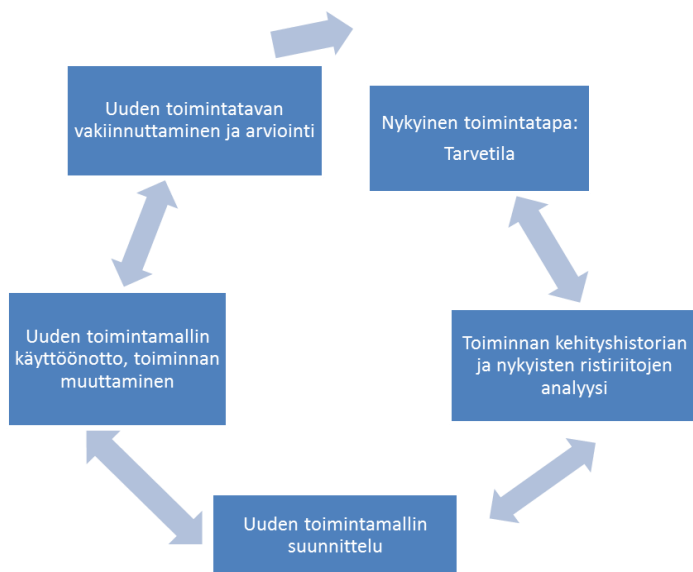 Nykyinen toimintatapa:
Tarvetila
Toiminnan kehityshistorian
ja nykyisten ristiriitojen
analyysi
Uuden toimintamallin
suunnittelu
Uuden toimintamallin
käyttöönotto, toiminnan
muuttaminen
Uuden toimintatavan
vakiinnuttaminen ja arviointi